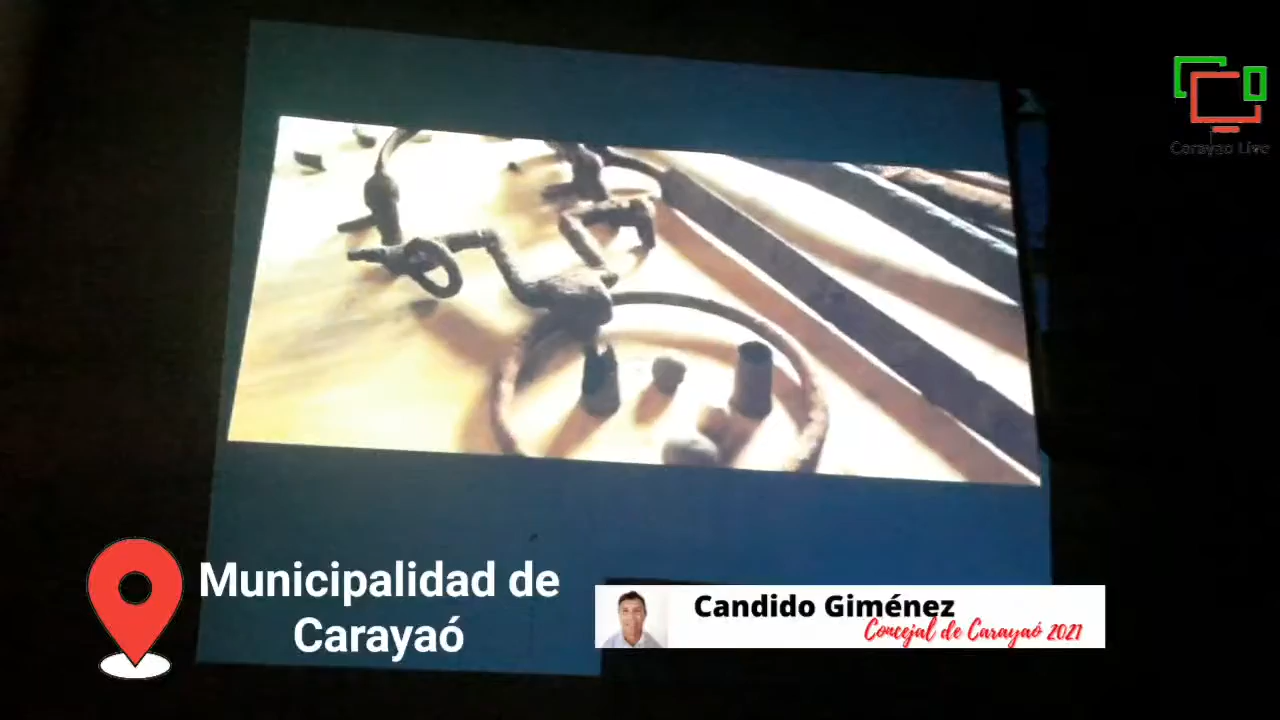 Carayao Live
Municipalidad de
Carayaó
Candido Giménez
Concejal de Carayaó 2021